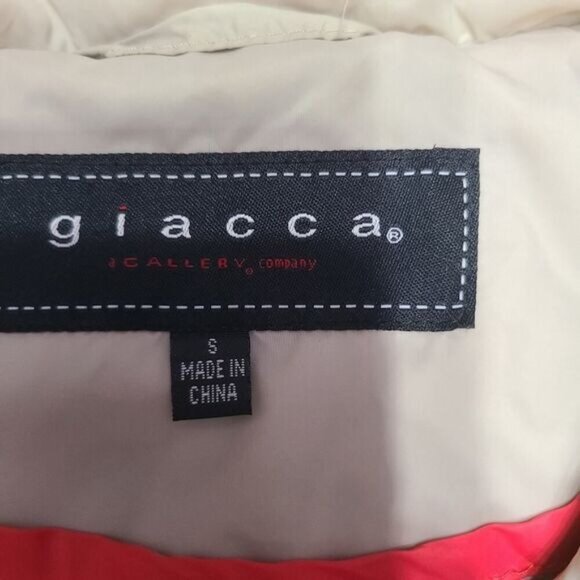 giacca®
a GALLERY® company
S
MADE IN
CHINA